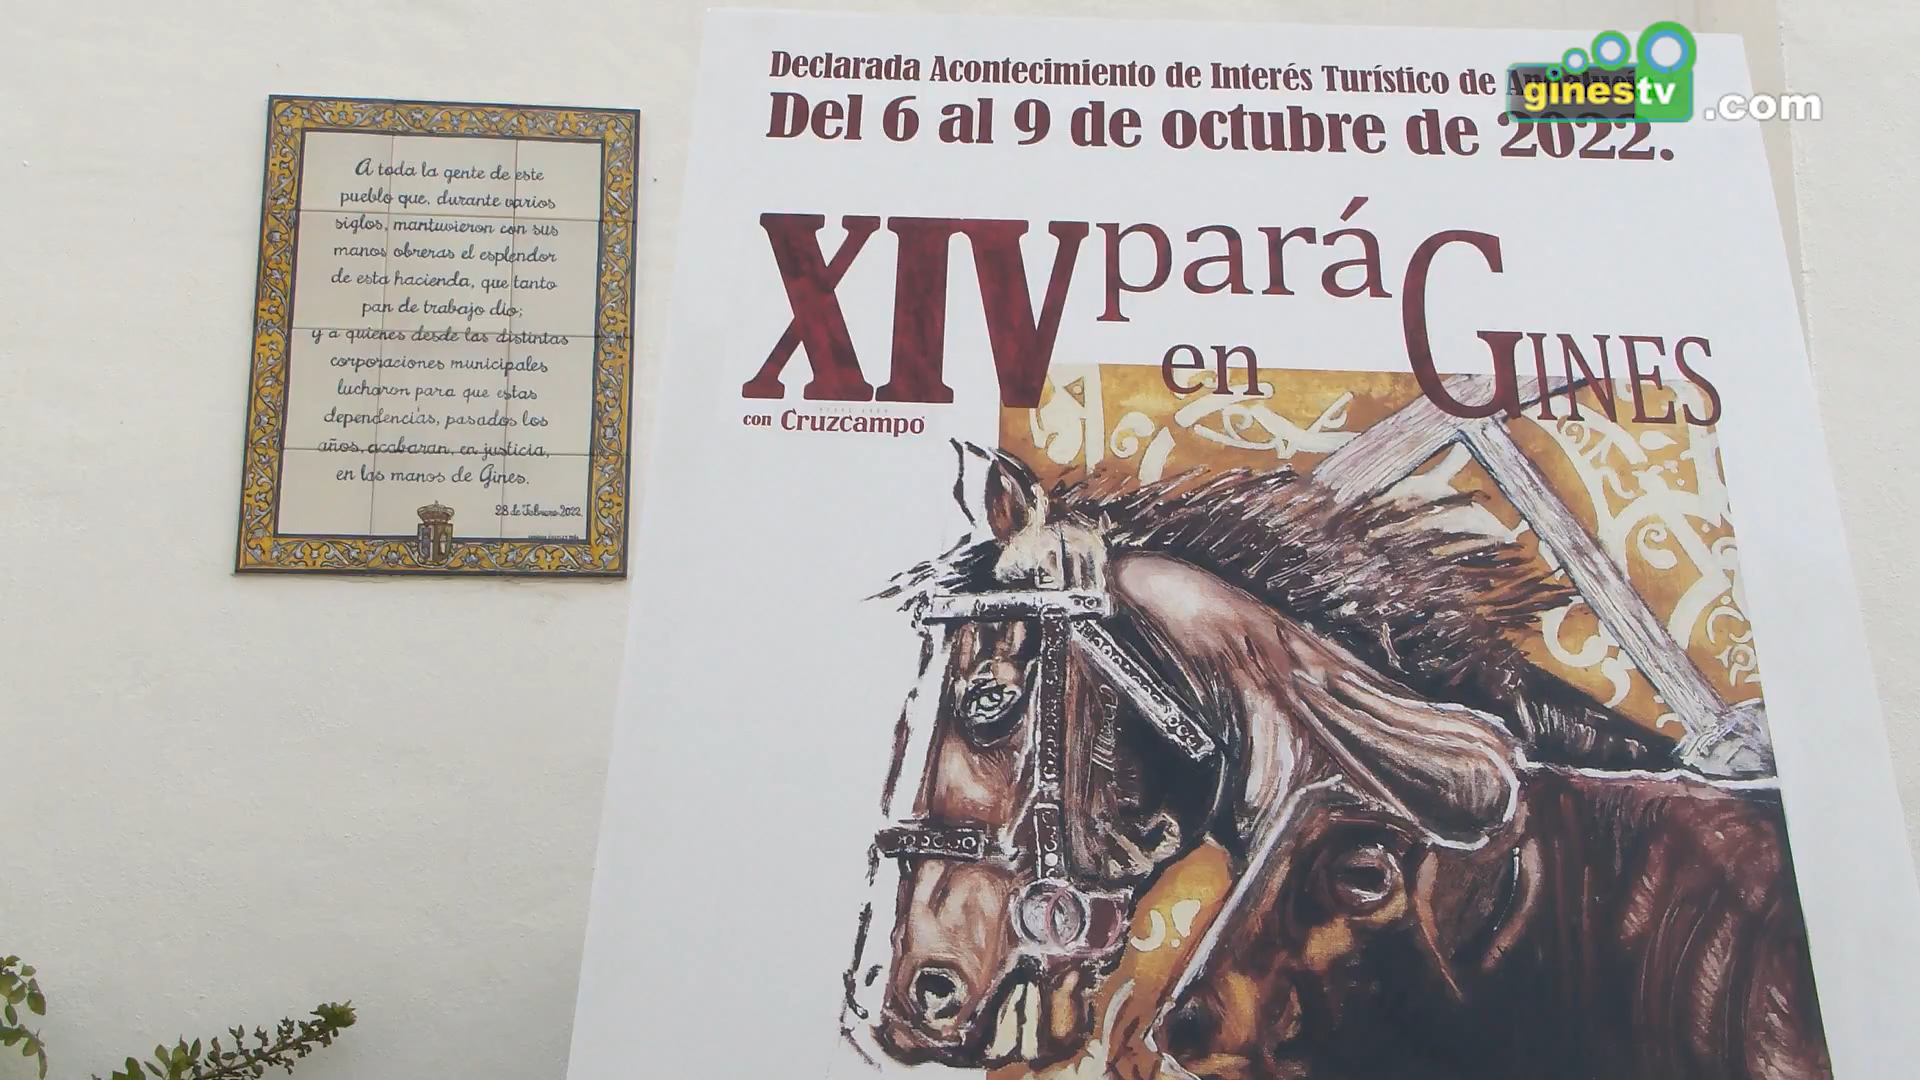 A toda la gente de este
pueblo que, durante varios
siglos, mantuvieron con sus
manos obreras el esplendor
de esta hacienda, que tanto
pan de trabajo dio;
y a quienes desde las distintas
corporaciones municipales
lucharon para que estas
dependencias, pasados los
años, acabaran, en justicia,
en las manos de Gines.
28 de Febrero 2022
Declarada Acontecimiento de Interés Turístico de
Del 6 al 9 de octubre de 2022.
XIV pará
en GINES
con Cruzcampo
ginestv.com